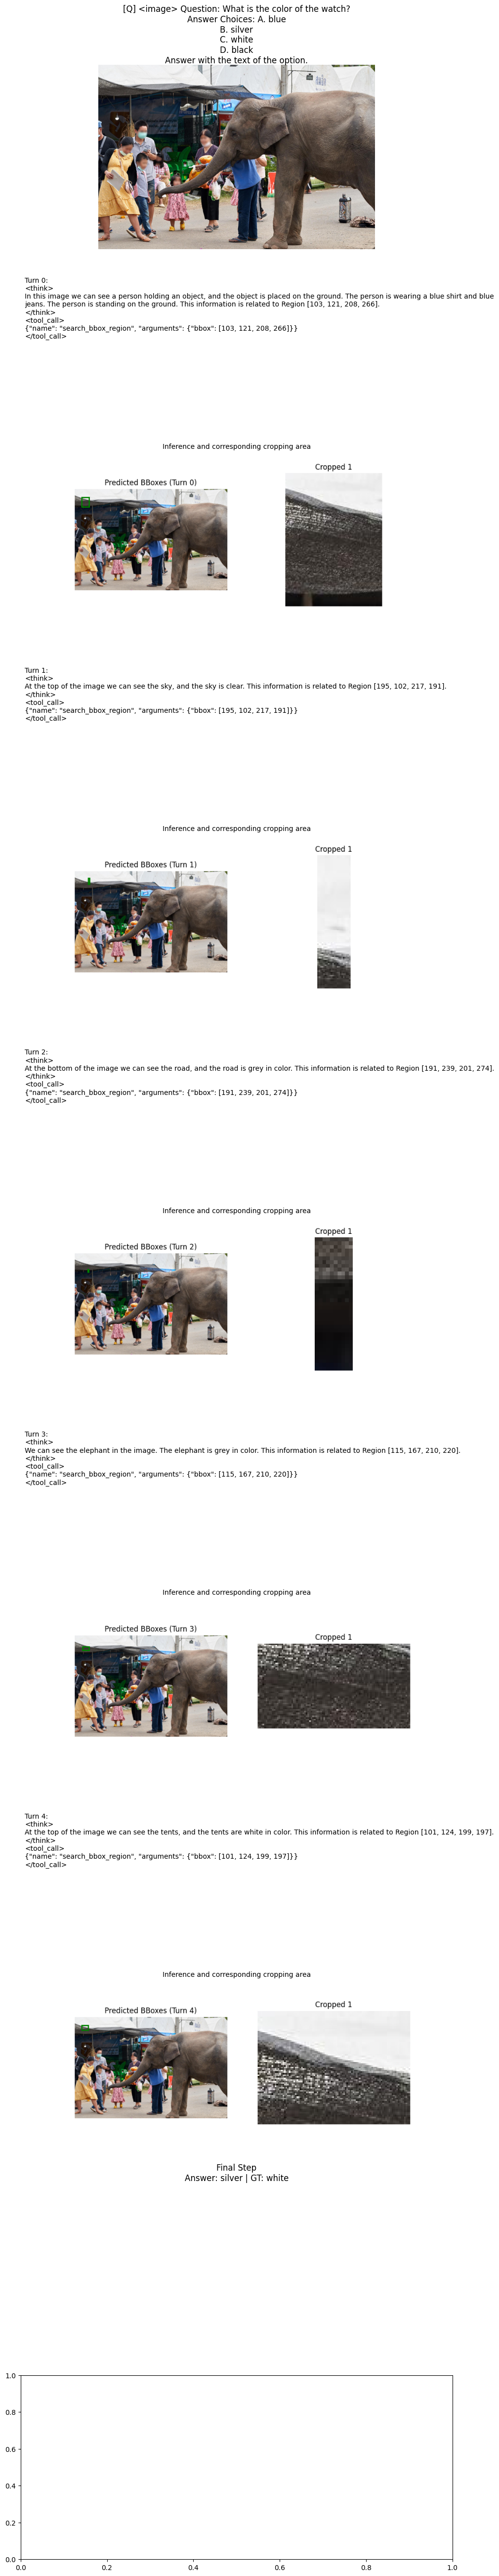 [Q] <image> Question: What is the color of the watch?
Answer Choices: A. blue
B. silver
C. white
D. black
Answer with the text of the option.
Turn 0:
<think>
In this image we can see a person holding an object, and the object is placed on the ground. The person is wearing a blue shirt and blue
jeans. The person is standing on the ground. This information is related to Region [103, 121, 208, 266].
</think>
<tool_call>
{"name": "search_bbox_region", "arguments": {"bbox": [103, 121, 208, 266]}}
</tool_call>
Inference and corresponding cropping area
Predicted BBoxes (Turn 0)
Cropped 1
Turn 1:
<think>
At the top of the image we can see the sky, and the sky is clear. This information is related to Region [195, 102, 217, 191].
</think>
<tool_call>
{"name": "search_bbox_region", "arguments": {"bbox": [195, 102, 217, 191]}}
</tool_call>
Inference and corresponding cropping area
Predicted BBoxes (Turn 1)
Cropped 1
Turn 2:
<think>
At the bottom of the image we can see the road, and the road is grey in color. This information is related to Region [191, 239, 201, 274].
</think>
<tool_call>
{"name": "search_bbox_region", "arguments": {"bbox": [191, 239, 201, 274]}}
</tool_call>
Inference and corresponding cropping area
Predicted BBoxes (Turn 2)
Cropped 1
Turn 3:
<think>
We can see the elephant in the image. The elephant is grey in color. This information is related to Region [115, 167, 210, 220].
</think>
<tool_call>
{"name": "search_bbox_region", "arguments": {"bbox": [115, 167, 210, 220]}}
</tool_call>
Inference and corresponding cropping area
Predicted BBoxes (Turn 3)
Cropped 1
Turn 4:
<think>
At the top of the image we can see the tents, and the tents are white in color. This information is related to Region [101, 124, 199, 197].
</think>
<tool_call>
{"name": "search_bbox_region", "arguments": {"bbox": [101, 124, 199, 197]}}
</tool_call>
Inference and corresponding cropping area
Predicted BBoxes (Turn 4)
Cropped 1
Final Step
Answer: silver | GT: white
1.0
0.8
0.6
0.4
0.2
0.0
0.0 0.2 0.4 0.6 0.8 1.0